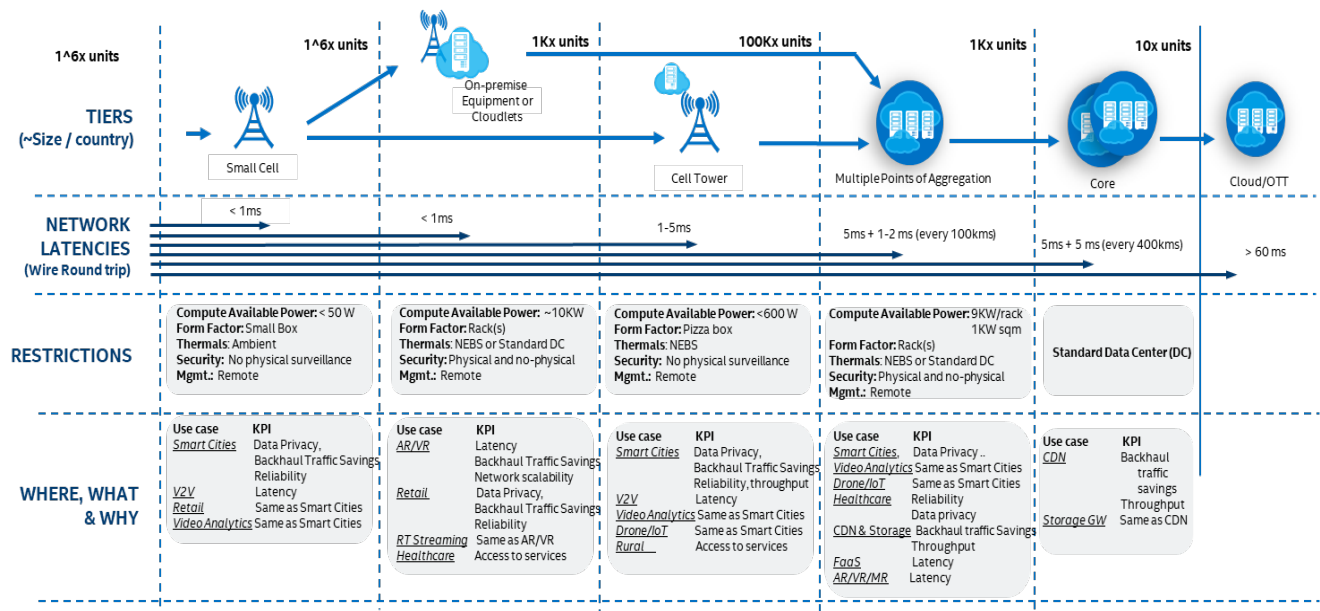 1^6x units
1^6x units
1Kx units
100Kx units
1Kx units
10x units
TIERS
(~Size / country)
Small Cell
On-premise
Equipment or
Cloudlets
Cell Tower
Multiple Points of Aggregation
Core
Cloud/OTT
NETWORK
LATENCIES
(Wire Round trip)
< 1ms
< 1ms
1-5ms
5ms + 1-2 ms (every 100kms)
5ms + 5 ms (every 400kms)
> 60 ms
RESTRICTIONS
Compute Available Power: < 50 W
Form Factor: Small Box
Thermals: Ambient
Security: No physical surveillance
Mgmt.: Remote
Compute Available Power: ~10KW
Form Factor: Rack(s)
Thermals: NEBS or Standard DC
Security: Physical and no-physical
Mgmt.: Remote
Compute Available Power: <600 W
Form Factor: Pizza box
Thermals: NEBS
Security: No physical surveillance
Mgmt.: Remote
Compute Available Power: 9KW/rack
1KW sqm
Form Factor: Rack(s)
Thermals: NEBS or Standard DC
Security: Physical and no-physical
Mgmt.: Remote
Standard Data Center (DC)
WHERE, WHAT
& WHY
Use case KPI
Smart Cities Data Privacy,
Backhaul Traffic Savings
Reliability
V2V Latency
Retail Same as Smart Cities
Video Analytics Same as Smart Cities
Use case KPI
AR/VR Latency
Backhaul Traffic Savings
Network scalability
Retail Data Privacy,
Backhaul Traffic Savings
Reliability
RT Streaming Same as AR/VR
Healthcare Access to services
Use case KPI
Smart Cities Data Privacy,
Backhaul Traffic Savings
Reliability, throughput
V2V Latency
Video Analytics Same as Smart Cities
Drone/IoT Same as Smart Cities
Rural Access to services
Use case KPI
Smart Cities, Data Privacy ..
Video Analytics Same as Smart Cities
Drone/IoT Same as Smart Cities
Healthcare Reliability
Data privacy
CDN & Storage Backhaul traffic Savings
Throughput
FaaS Latency
AR/VR/MR Latency
Use case KPI
CDN Backhaul
traffic
savings
Throughput
Storage GW Same as CDN